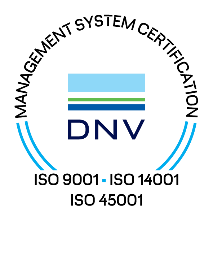 MANAGEMENT SYSTEM CERTIFICATION
DNV
ISO 9001 - ISO 14001
ISO 45001